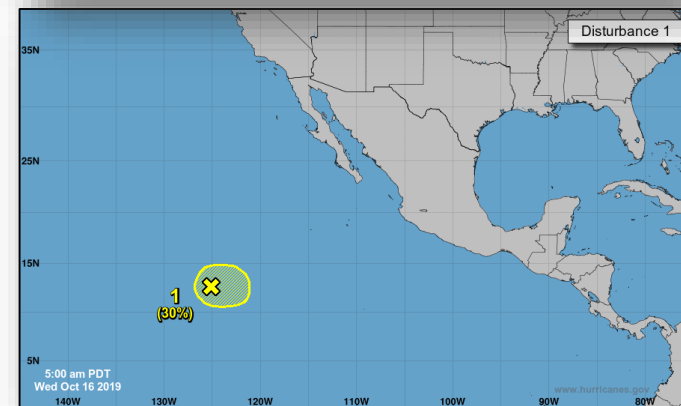 Disturbance 1
35N
25N
15N
1
(30%)
5N
5:00 am PDT
Wed Oct 16 2019
www.hurricanes.gov
140W 130W 120W 110W 100W 90W 80W